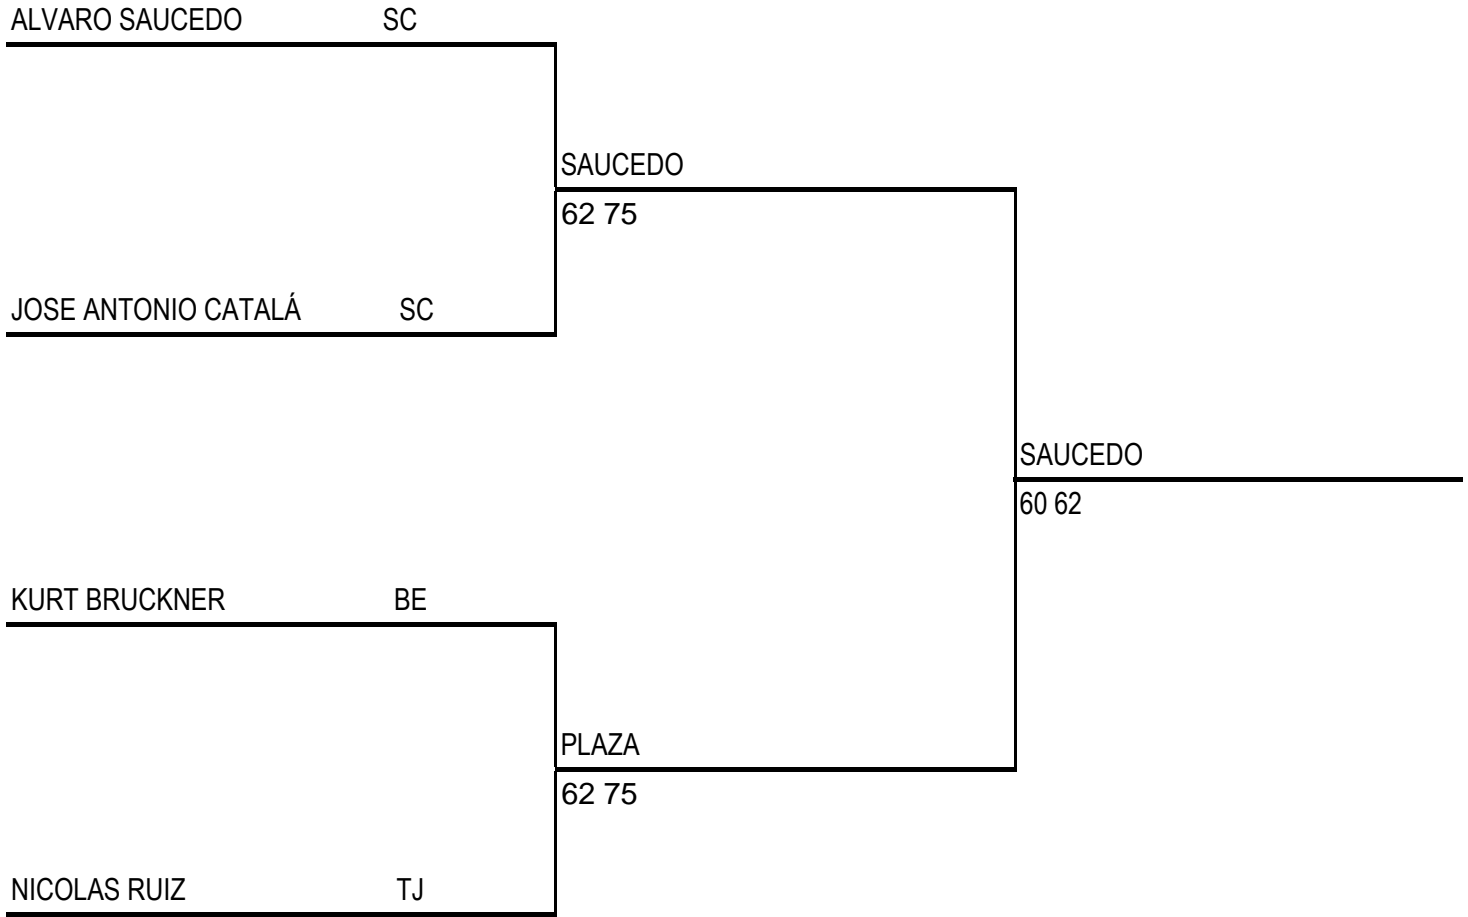 ALVARO SAUCEDO SC
SAUCEDO
62 75
JOSE ANTONIO CATALÁ SC
SAUCEDO
60 62
KURT BRUCKNER BE
PLAZA
62 75
NICOLAS RUIZ TJ